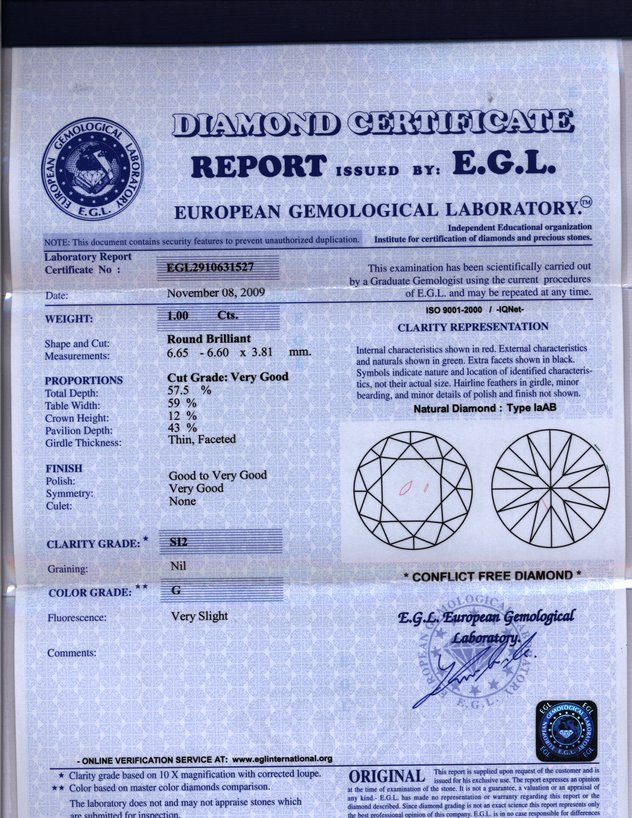 EUROPEAN GEMOLOGICAL LABORATORY
E.G.L.
DIAMOND CERTIFICATE
REPORT ISSUED BY: E.G.L.
EUROPEAN GEMOLOGICAL LABORATORY.™
Independent Educational organization
NOTE: This document contains security features to prevent unauthorized duplication.
Institute for certification of diamonds and precious stones.
Laboratory Report
Certificate No : EGL2910631527
Date: November 08, 2009
WEIGHT: 1.00 Cts.
Shape and Cut: Round Brilliant
Measurements: 6.65 - 6.60 x 3.81 mm.
PROPORTIONS Cut Grade: Very Good
Total Depth: 57.5 %
Table Width: 59 %
Crown Height: 12 %
Pavilion Depth: 43 %
Girdle Thickness: Thin, Faceted
FINISH
Polish: Good to Very Good
Symmetry: Very Good
Culet: None
CLARITY GRADE: * SI2
Graining: Nil
COLOR GRADE: ** G
Fluorescence: Very Slight
Comments:
This examination has been scientifically carried out
by a Graduate Gemologist using the current procedures
of E.G.L. and may be repeated at any time.
ISO 9001-2000 / -IQNet-
CLARITY REPRESENTATION
Internal characteristics shown in red. External characteristics
and naturals shown in green. Extra facets shown in black.
Symbols indicate nature and location of identified characteris-
tics, not their actual size. Hairline feathers in girdle, minor
bearding, and minor details of polish and finish not shown.
Natural Diamond : Type IaAB
* CONFLICT FREE DIAMOND *
E.G.L. European Gemological
Laboratory.
- ONLINE VERIFICATION SERVICE AT: www.eglinternational.org
★ Clarity grade based on 10 X magnification with corrected loupe.
★★ Color based on master color diamonds comparison.
The laboratory does not and may not appraise stones which
are submitted for inspection.
ORIGINAL This report is supplied upon request of the customer and is
issued for his exclusive use. The report expresses an opinion
at the time of examination of the stone. It is not a guarantee, a valuation or an appraisal of
any kind.- E.G.L. has made no representation or warranty regarding this report or the
diamond described. Since diamond grading is not an exact science this report represents only
the best professional opinion of this company. E.G.L. is in no case responsible for differences